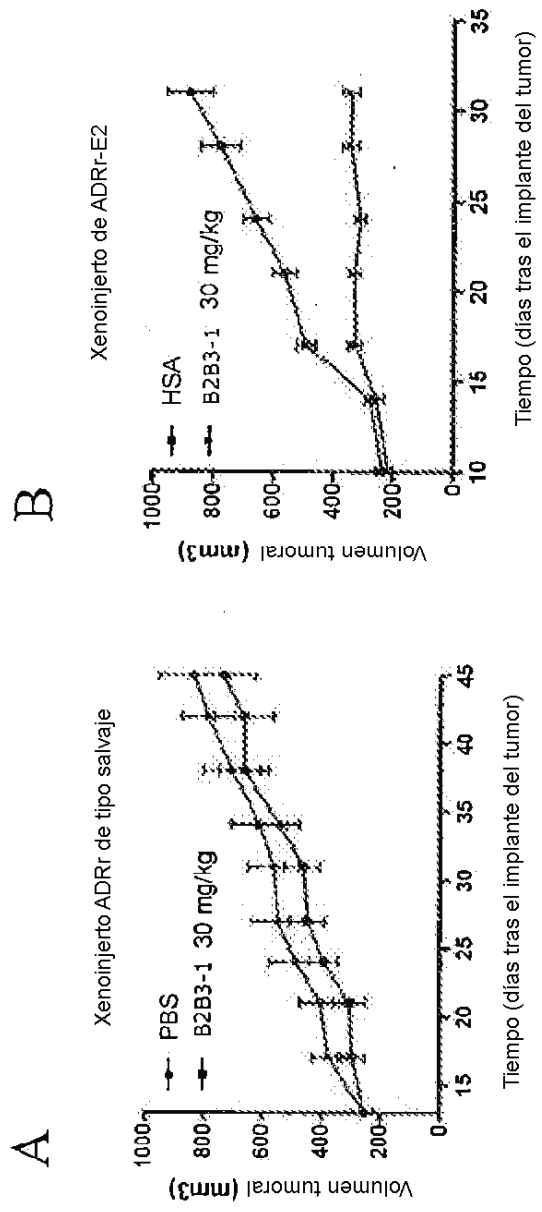 A
Xenoinjerto ADRr de tipo salvaje
PBS
B2B3-1 30 mg/kg
Volumen tumoral (mm3)
1000
800
600
400
200
0
15 20 25 30 35 40 45
Tiempo (días tras el implante del tumor)
B
Xenoinjerto de ADRr-E2
HSA
B2B3-1 30 mg/kg
Volumen tumoral (mm3)
1000
800
600
400
200
0
10 15 20 25 30 35
Tiempo (días tras el implante del tumor)